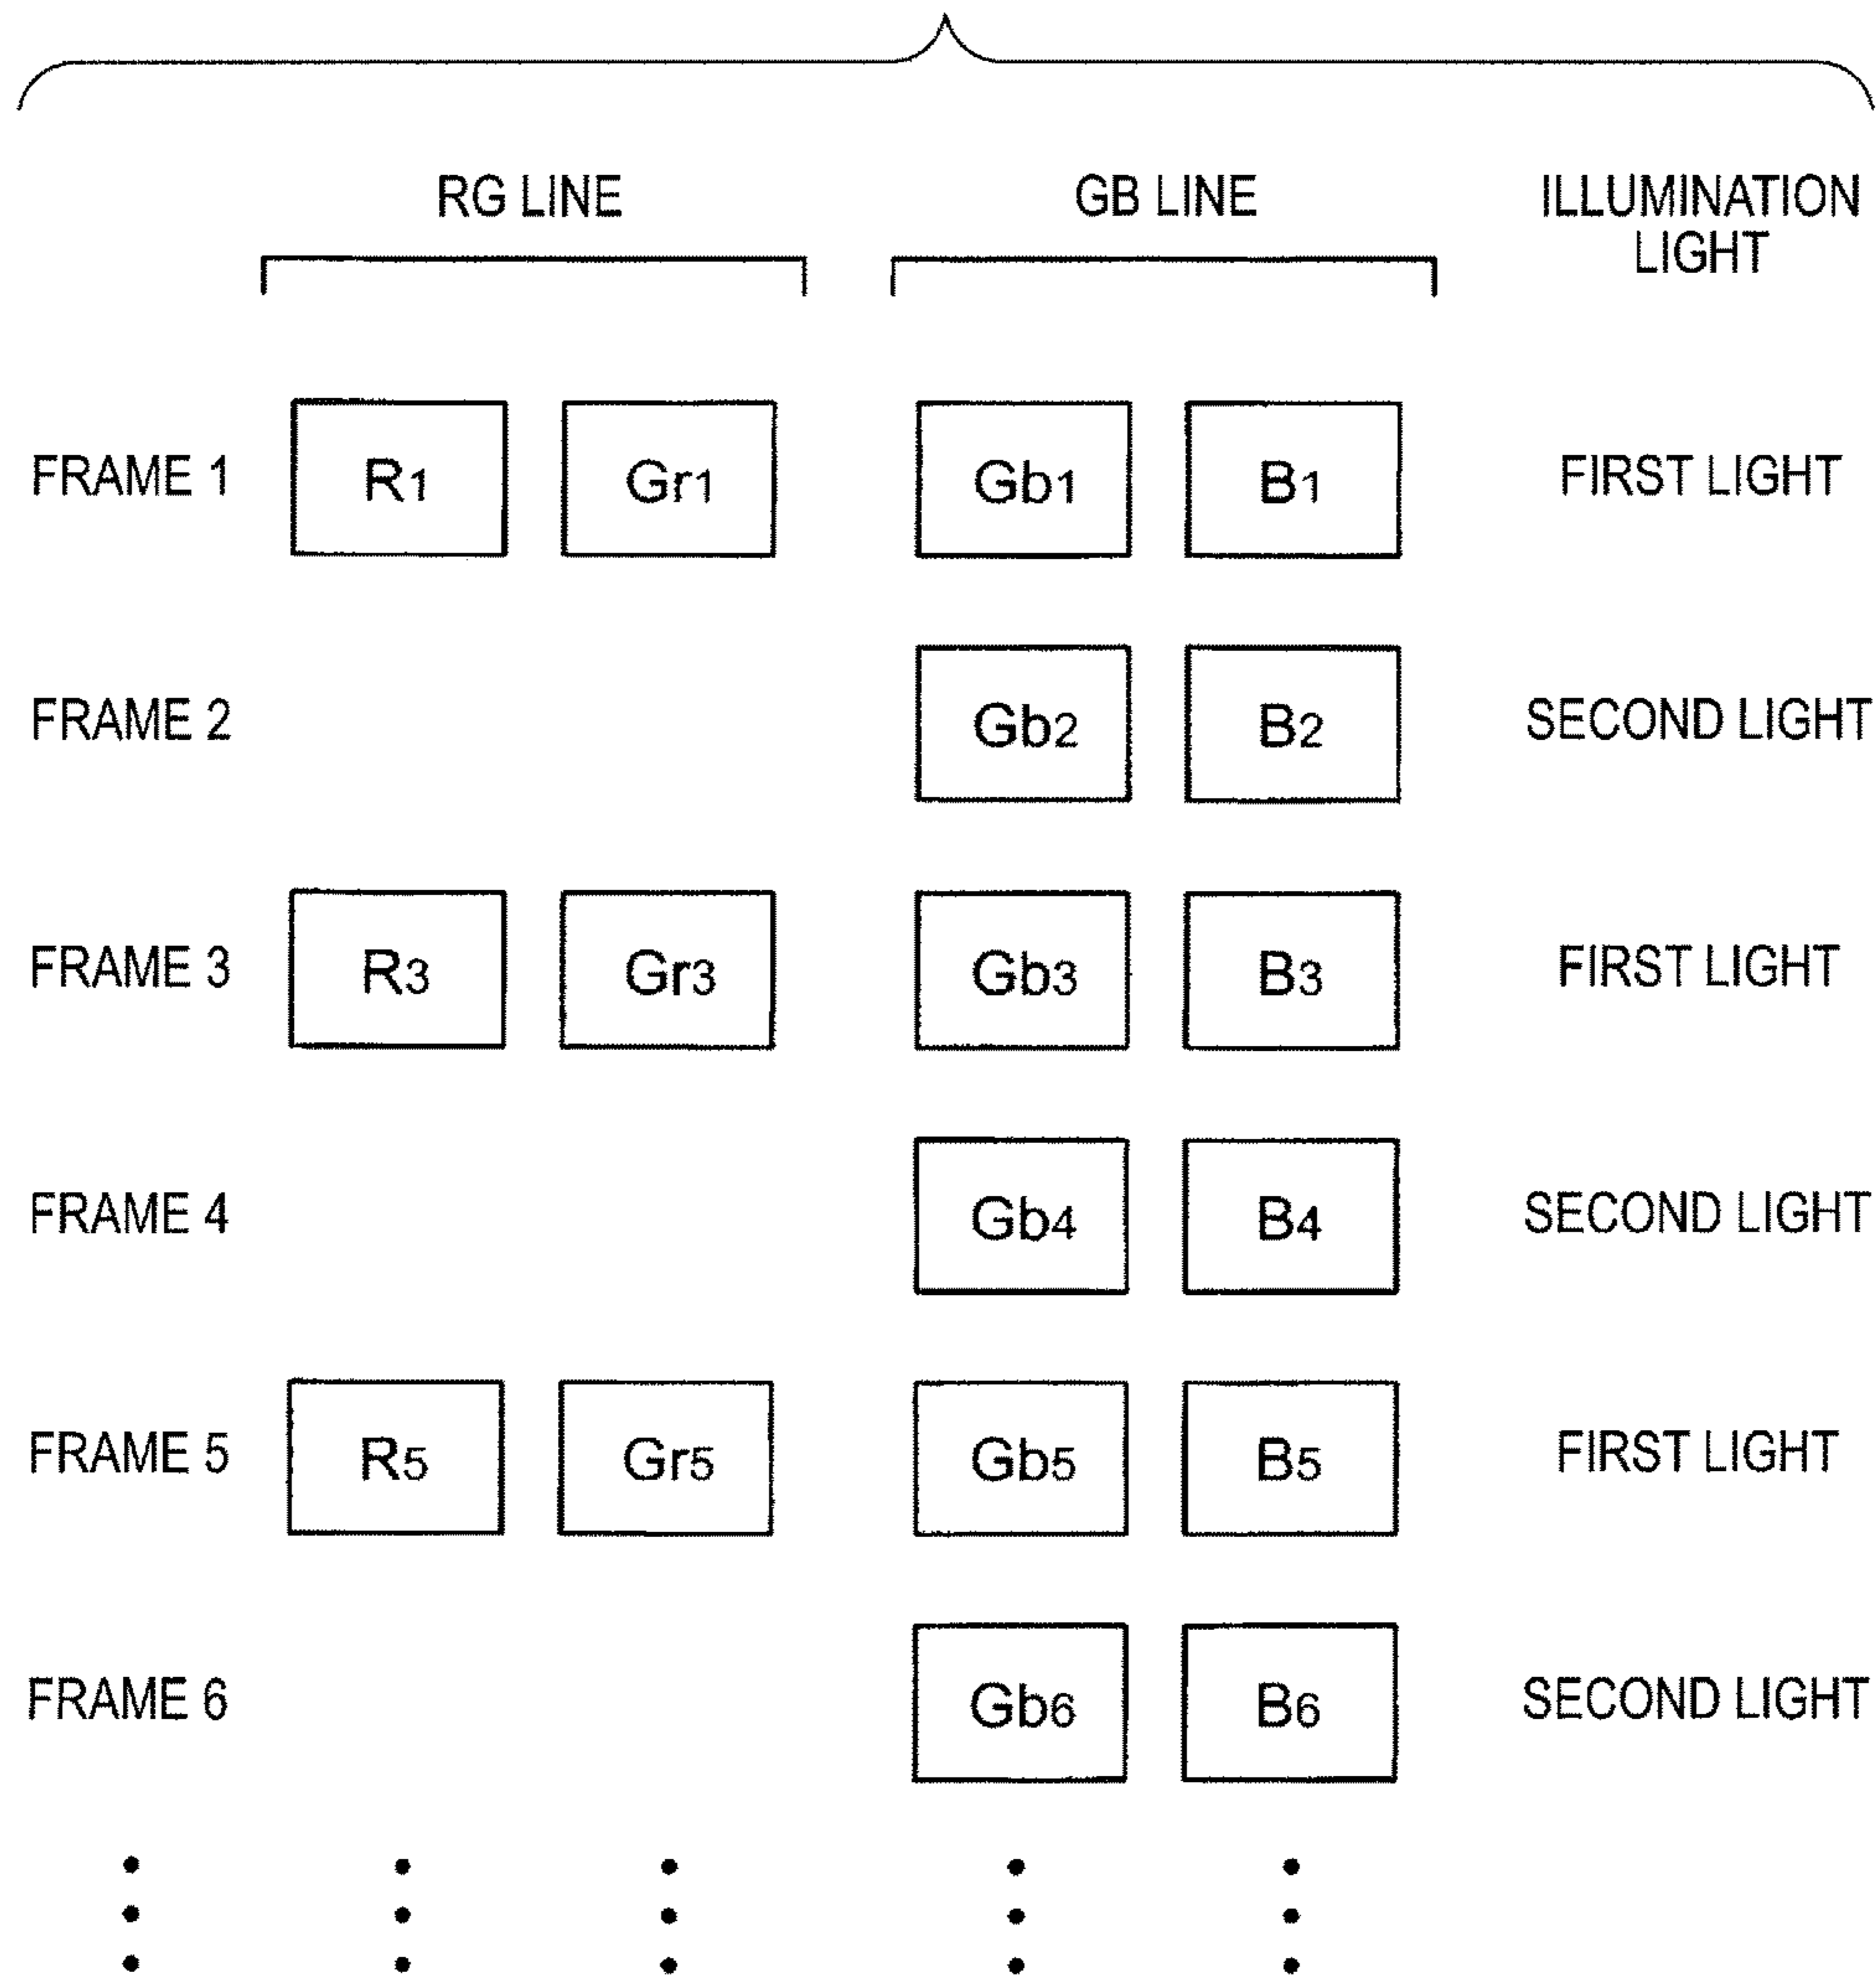 RG LINE GB LINE ILLUMINATION
LIGHT
FRAME 1 R1 Gr1 Gb1 B1 FIRST LIGHT
FRAME 2 Gb2 B2 SECOND LIGHT
FRAME 3 R3 Gr3 Gb3 B3 FIRST LIGHT
FRAME 4 Gb4 B4 SECOND LIGHT
FRAME 5 R5 Gr5 Gb5 B5 FIRST LIGHT
FRAME 6 Gb6 B6 SECOND LIGHT